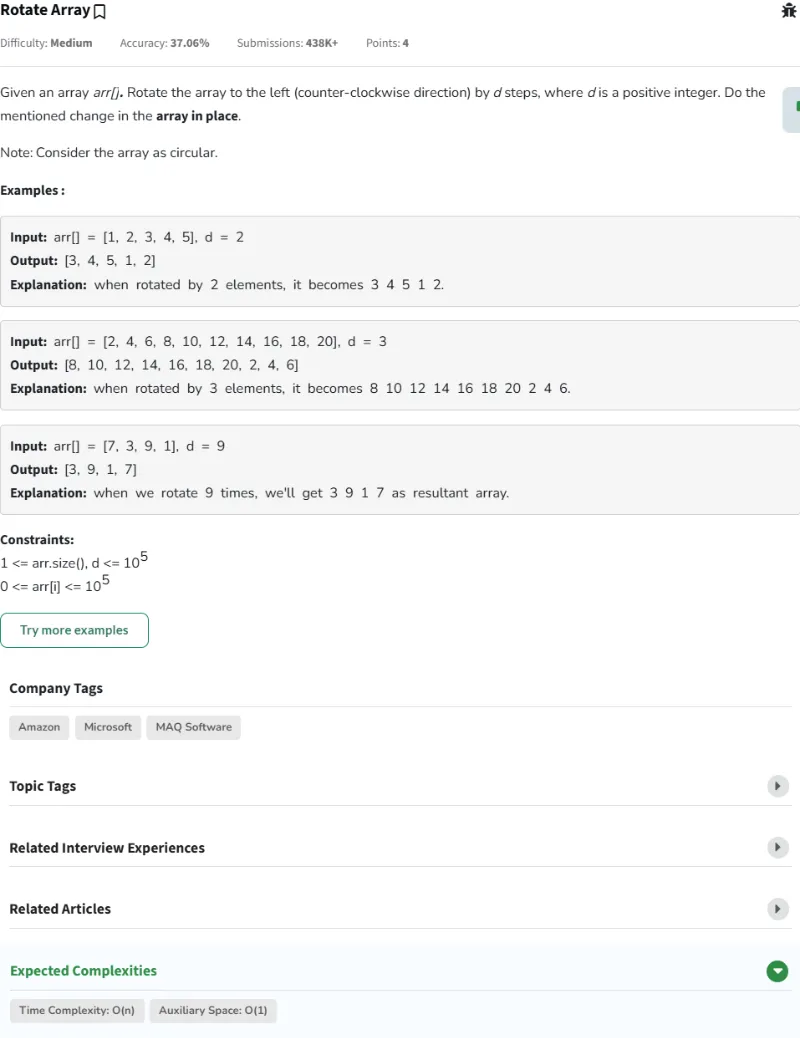 Rotate Array
Difficulty: Medium Accuracy: 37.06% Submissions: 438K+ Points: 4
Given an array arr[]. Rotate the array to the left (counter-clockwise direction) by d steps, where d is a positive integer. Do the
mentioned change in the array in place.
Note: Consider the array as circular.
Examples :
Input: arr[] = [1, 2, 3, 4, 5], d = 2
Output: [3, 4, 5, 1, 2]
Explanation: when rotated by 2 elements, it becomes 3 4 5 1 2.
Input: arr[] = [2, 4, 6, 8, 10, 12, 14, 16, 18, 20], d = 3
Output: [8, 10, 12, 14, 16, 18, 20, 2, 4, 6]
Explanation: when rotated by 3 elements, it becomes 8 10 12 14 16 18 20 2 4 6.
Input: arr[] = [7, 3, 9, 1], d = 9
Output: [3, 9, 1, 7]
Explanation: when we rotate 9 times, we'll get 3 9 1 7 as resultant array.
Constraints:
1 <= arr.size(), d <= 10^5
0 <= arr[i] <= 10^5
Try more examples
Company Tags
Amazon Microsoft MAQ Software
Topic Tags
Related Interview Experiences
Related Articles
Expected Complexities
Time Complexity: O(n) Auxiliary Space: O(1)